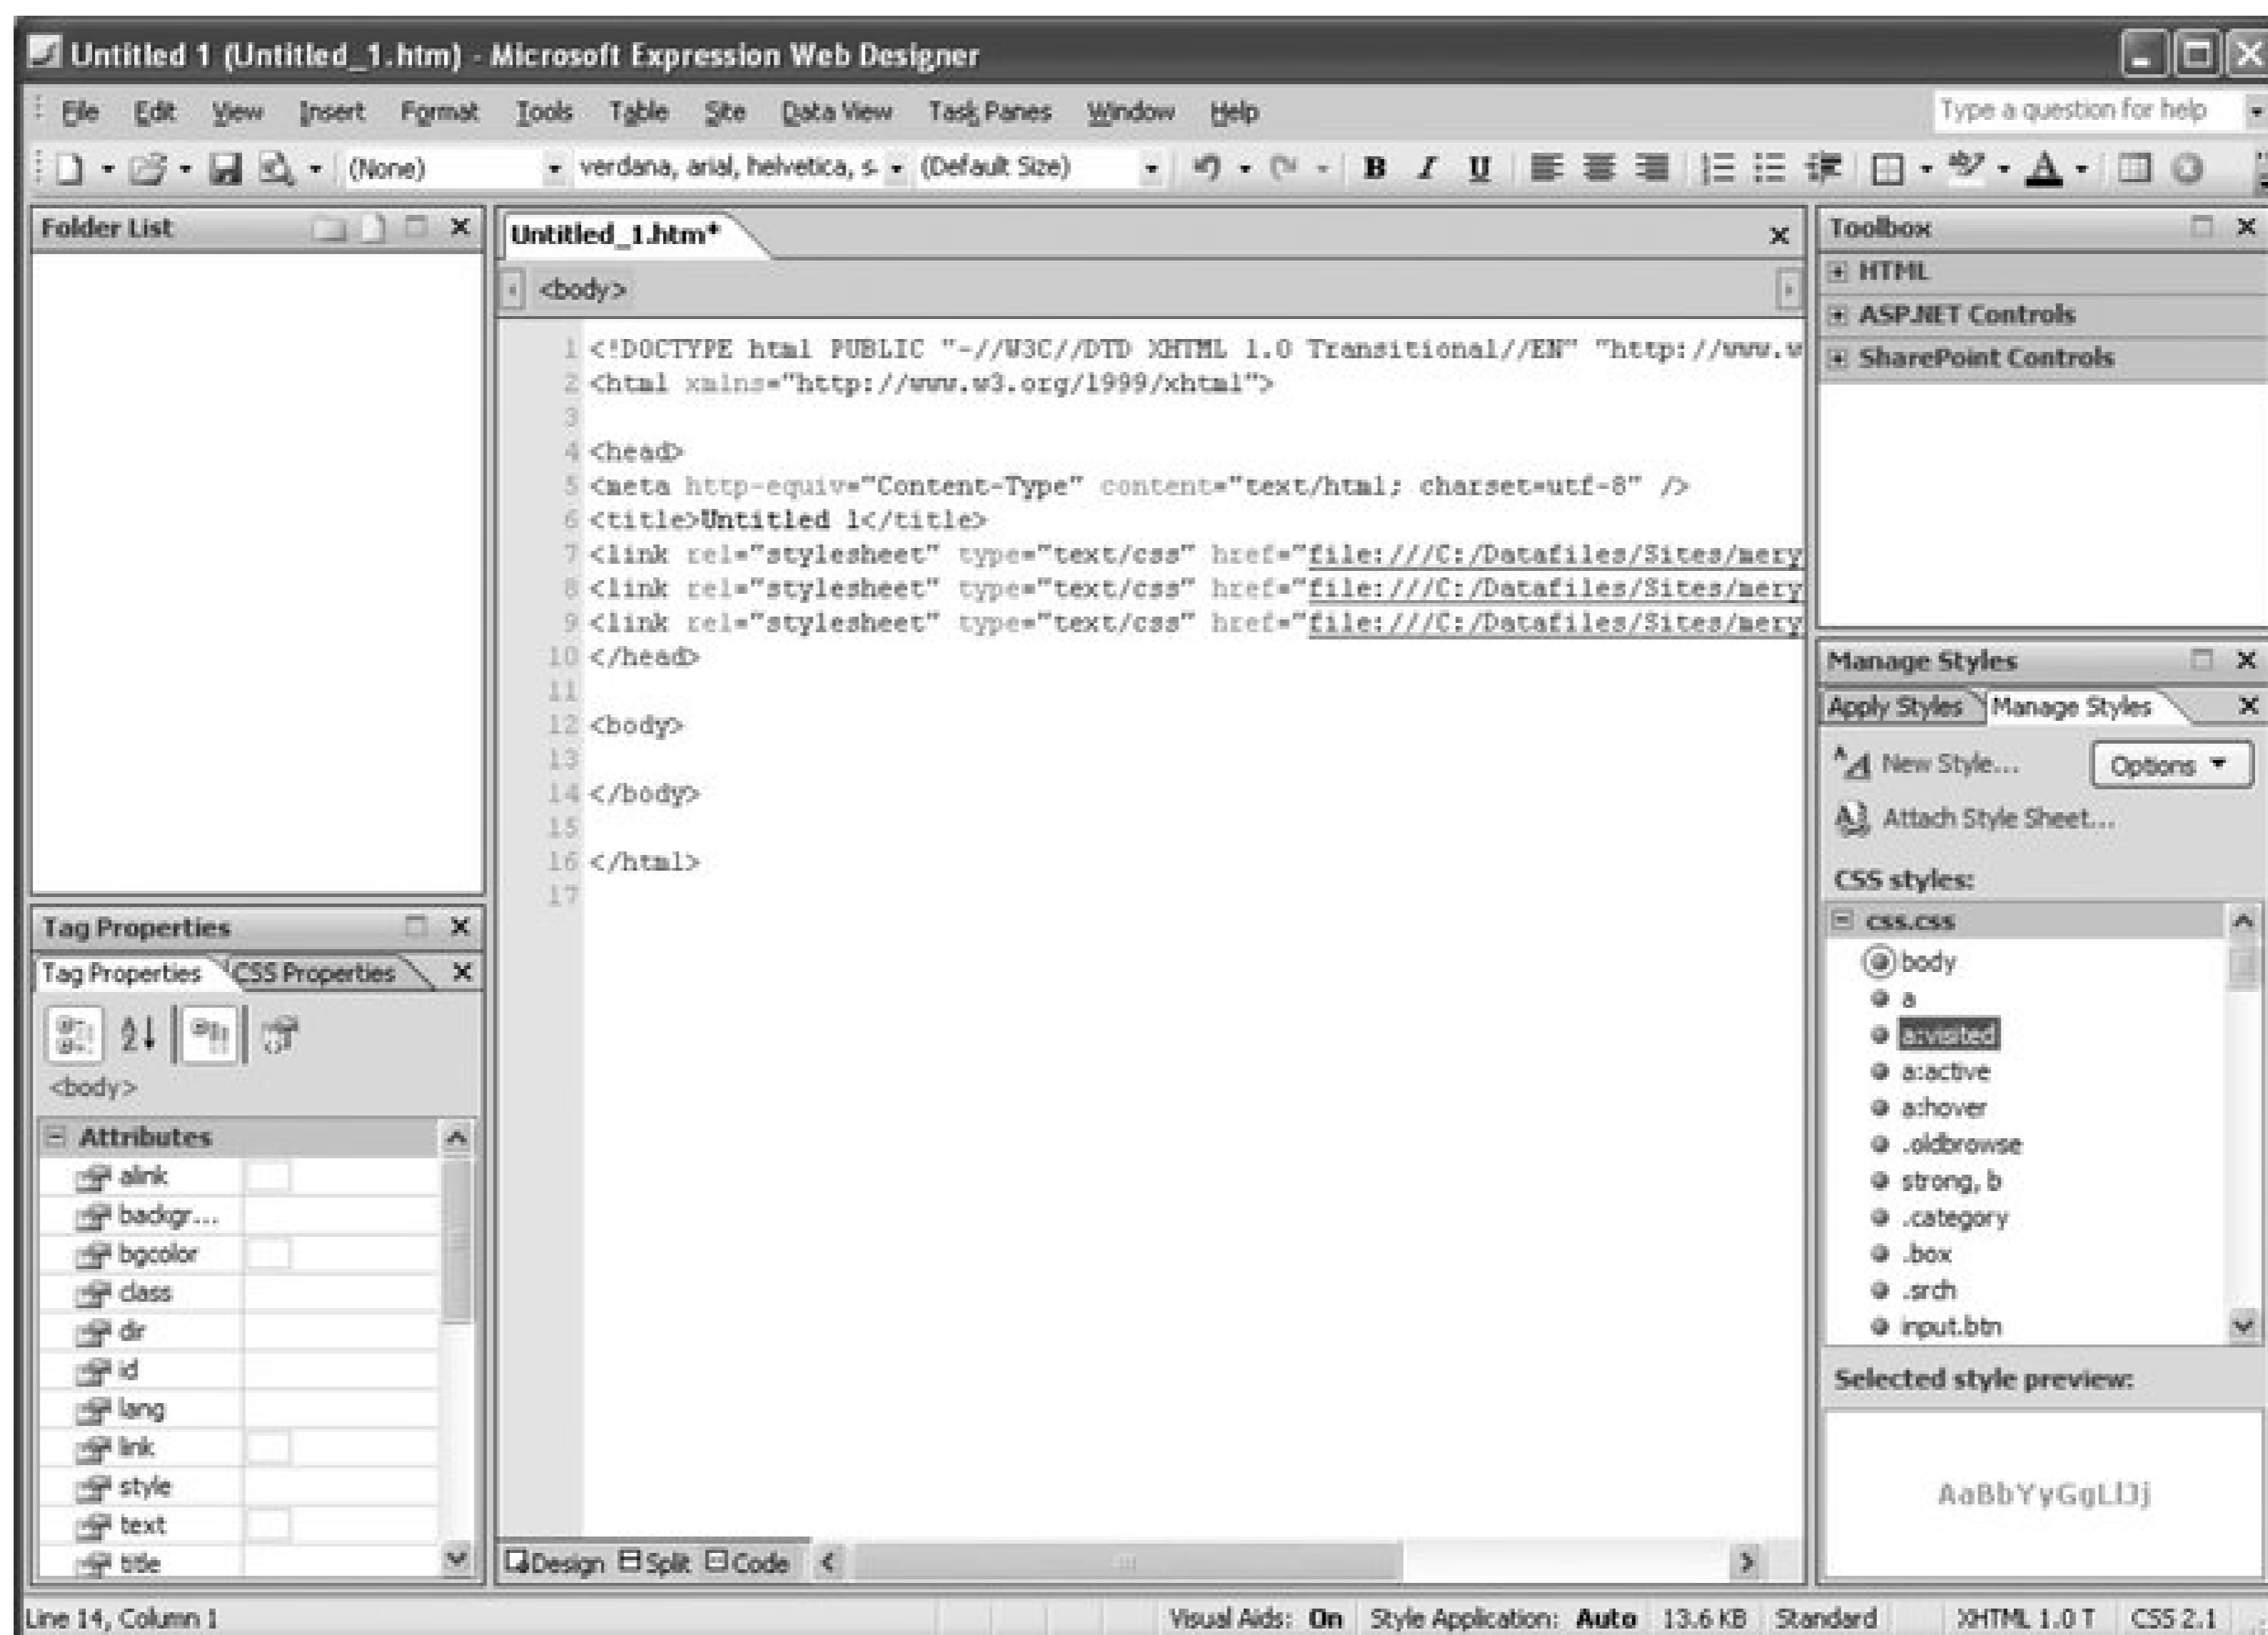 Untitled 1 (Untitled_1.htm) - Microsoft Expression Web Designer
File Edit View Insert Format Tools Table Site Data View Task Panes Window Help Type a question for help
(None) verdana, arial, helvetica, s (Default Size) B I U A
Folder List
Untitled_1.htm*
<body>
1 <!DOCTYPE html PUBLIC "-//W3C//DTD XHTML 1.0 Transitional//EN" "http://www.w
2 <html xmlns="http://www.w3.org/1999/xhtml">
3
4 <head>
5 <meta http-equiv="Content-Type" content="text/html; charset=utf-8" />
6 <title>Untitled 1</title>
7 <link rel="stylesheet" type="text/css" href="file:///C:/Datafiles/Sites/mery
8 <link rel="stylesheet" type="text/css" href="file:///C:/Datafiles/Sites/mery
9 <link rel="stylesheet" type="text/css" href="file:///C:/Datafiles/Sites/mery
10 </head>
11
12 <body>
13
14 </body>
15
16 </html>
17
Design Split Code
Tag Properties
Tag Properties CSS Properties
<body>
Attributes
alink
backgr...
bgcolor
class
dir
id
lang
link
style
text
title
Toolbox
HTML
ASP.NET Controls
SharePoint Controls
Manage Styles
Apply Styles Manage Styles
New Style... Options
Attach Style Sheet...
CSS styles:
css.css
body
a
a:visited
a:active
a:hover
.oldbrowse
strong, b
.category
.box
.srch
input.btn
Selected style preview:
AaBbYyGgLlJj
Line 14, Column 1 Visual Aids: On Style Application: Auto 13.6 KB Standard XHTML 1.0 T CSS 2.1